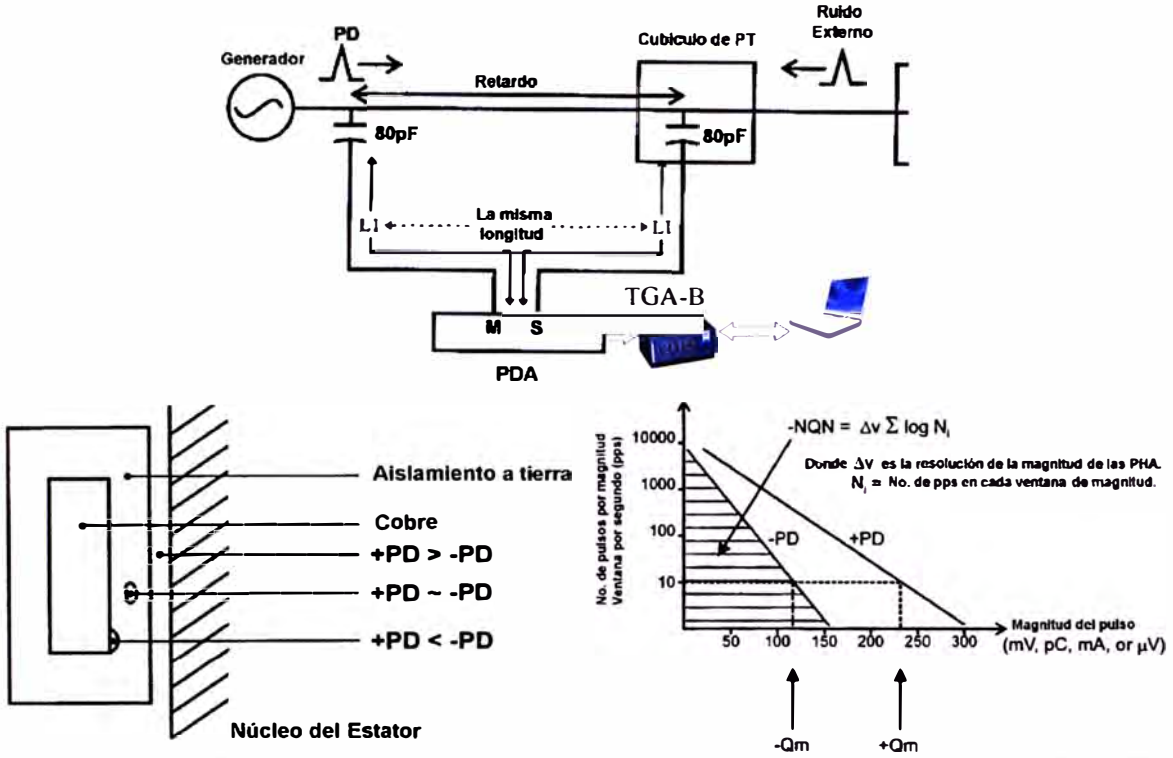 PD
Generador
Retardo
Cubiculo de PT
Ruido
Externo
80pF
80pF
L1
La misma
longitud
L1
TGA-B
M
S
PDA
Aislamiento a tierra
Cobre
+PD > -PD
+PD ~ -PD
+PD < -PD
Núcleo del Estator
No. de pulsos por magnitud
Ventana por segundo (pps)
10000
1000
100
10
-NQN = Δv Σ log Nᵢ
Donde Δv es la resolución de la magnitud de las PHA.
Nᵢ = No. de pps en cada ventana de magnitud.
-PD
+PD
50
100
150
200
250
300
Magnitud del pulso
(mV, pC, mA, or μV)
-Qm
+Qm